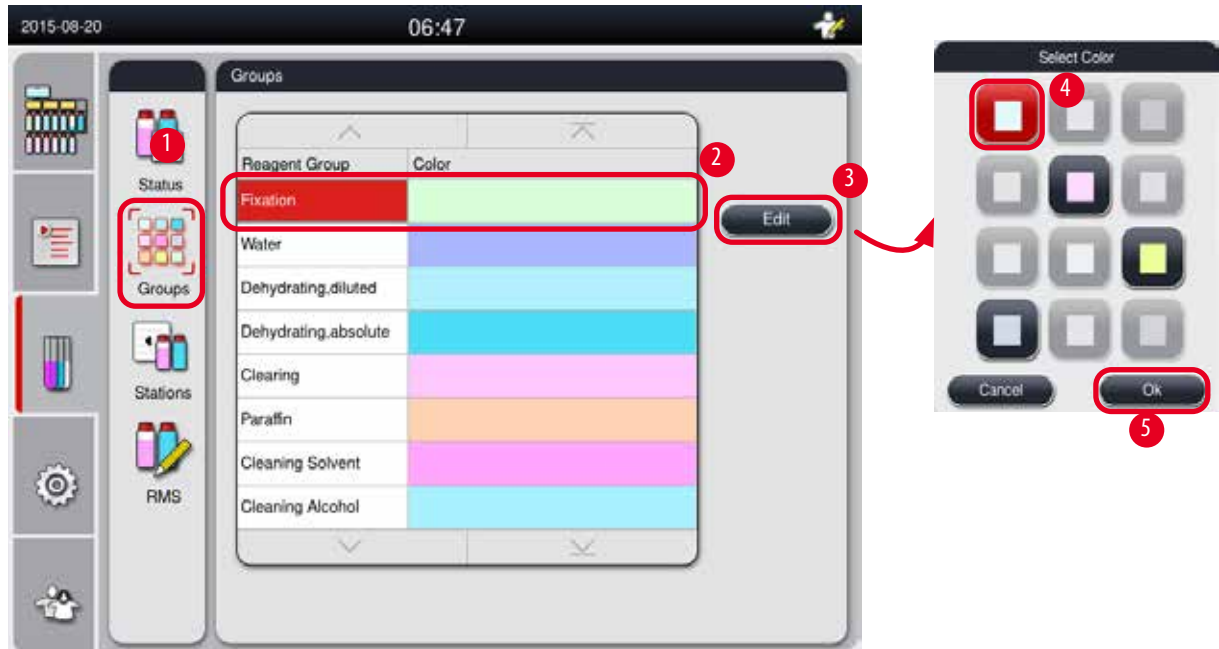 2015-08-20 06:47
Groups
1
Status
Groups
Stations
RMS
Reagent Group Color
Fixation
Water
Dehydrating,diluted
Dehydrating,absolute
Clearing
Paraffin
Cleaning Solvent
Cleaning Alcohol
2
3
Edit
Select Color
4
Cancel Ok
5